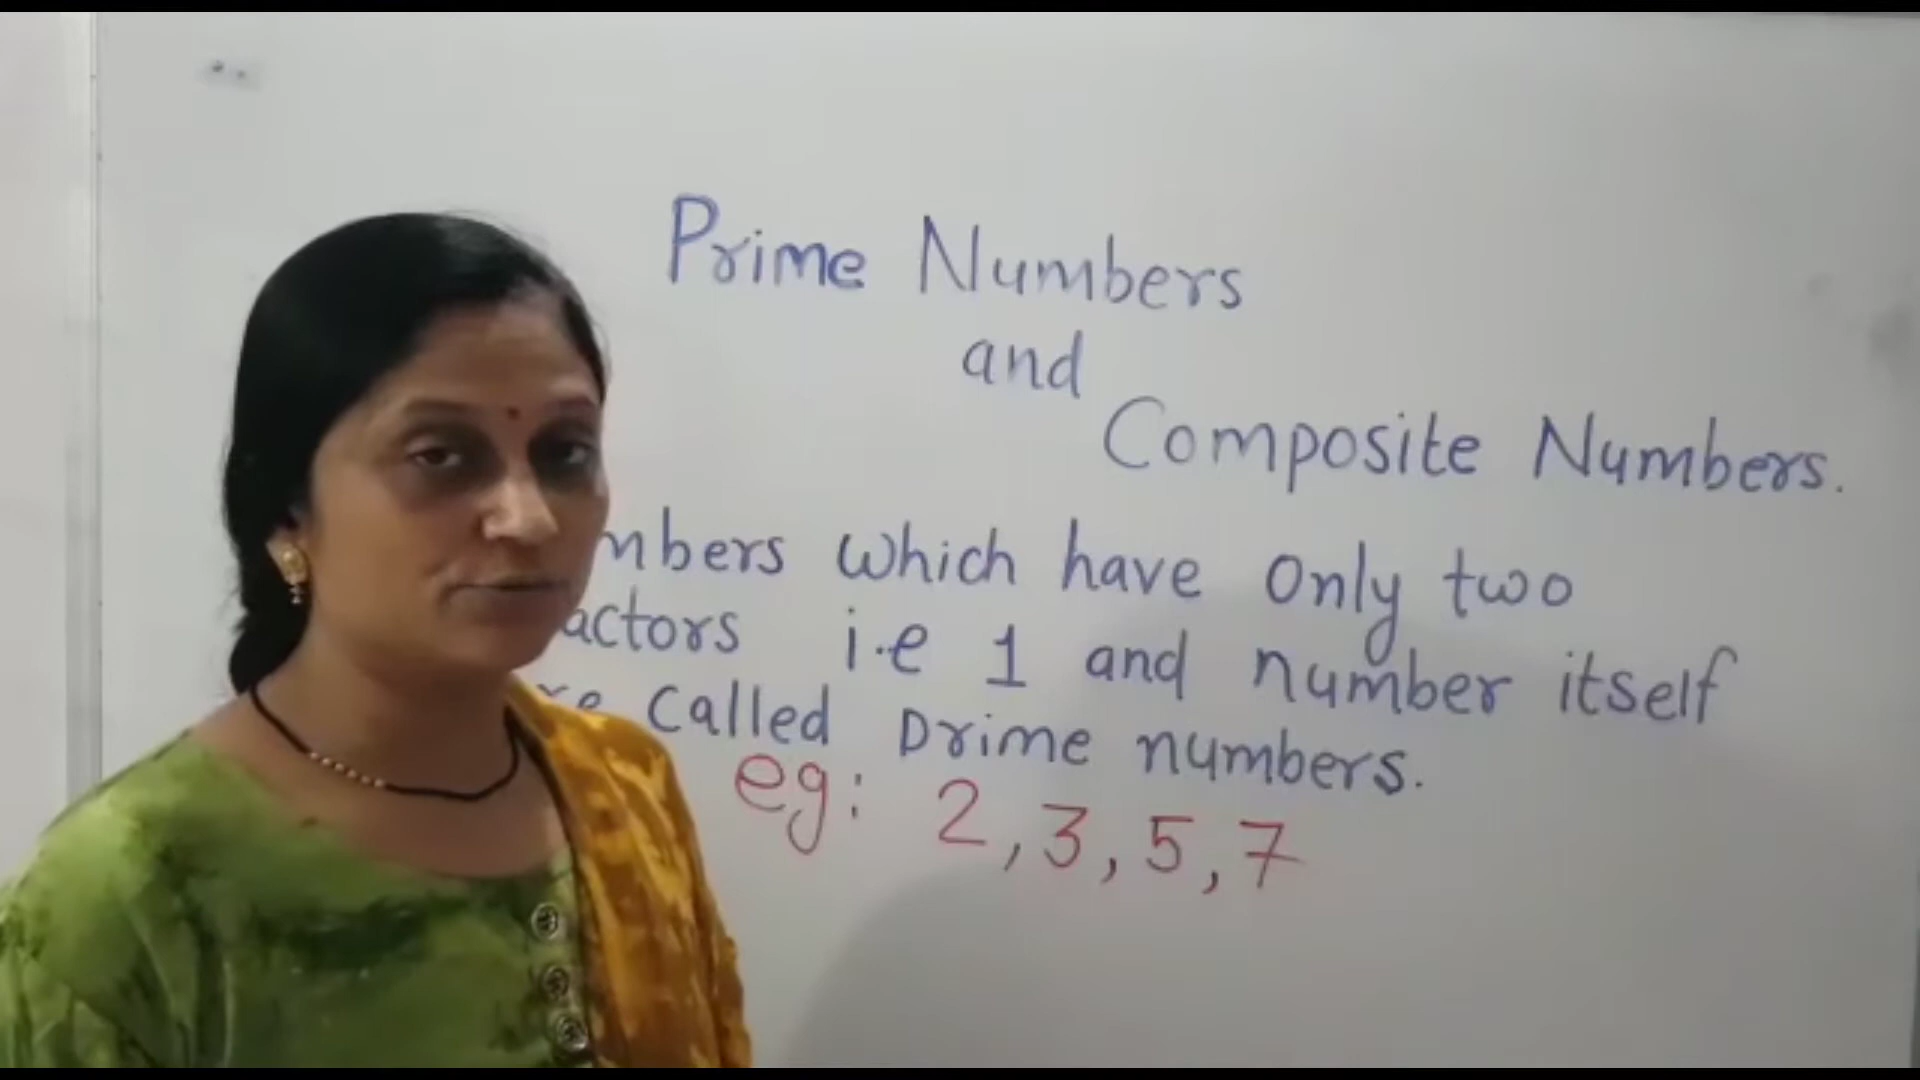 Prime Numbers
and
Composite Numbers.
mbers which have only two
actors i.e 1 and number itself
e called prime numbers.
eg: 2, 3, 5, 7